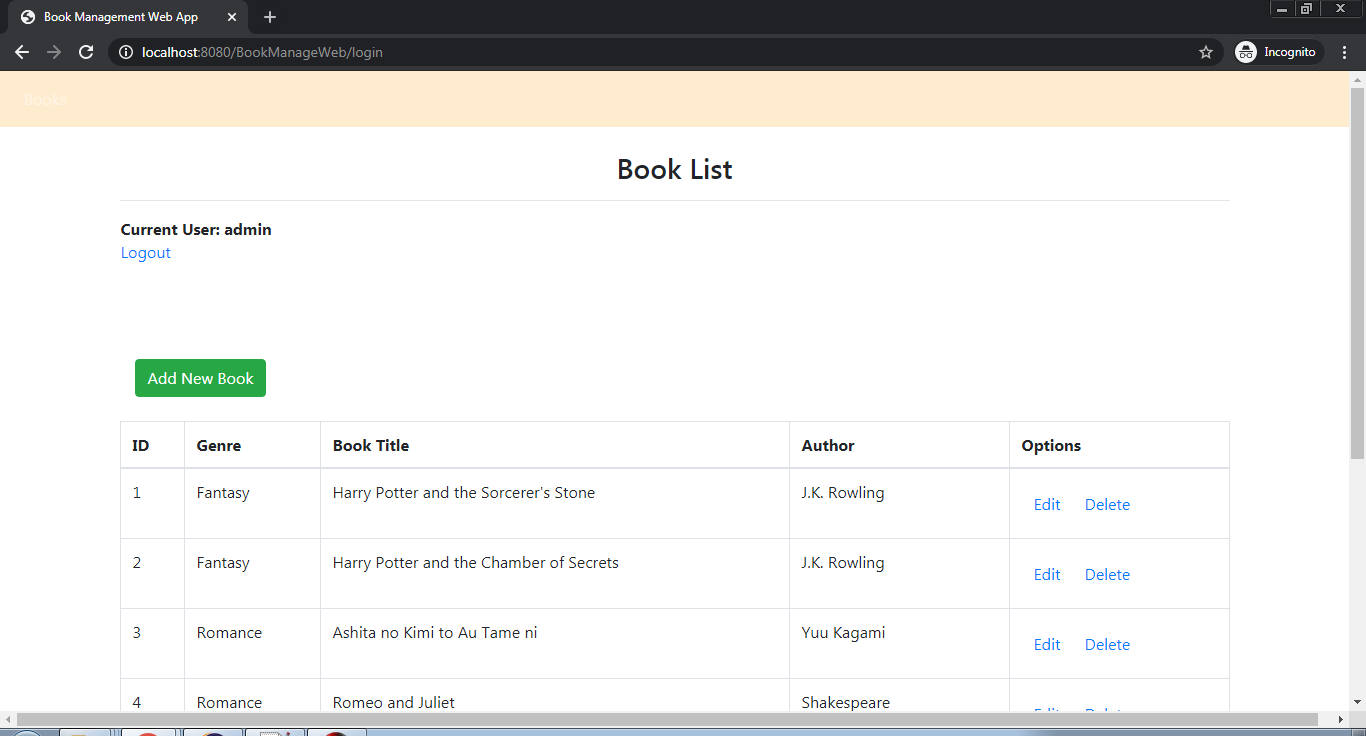 Book Management Web App
localhost:8080/BookManageWeb/login
Incognito
Books
Book List
Current User: admin
Logout
Add New Book
ID Genre Book Title Author Options
1 Fantasy Harry Potter and the Sorcerer's Stone J.K. Rowling Edit Delete
2 Fantasy Harry Potter and the Chamber of Secrets J.K. Rowling Edit Delete
3 Romance Ashita no Kimi to Au Tame ni Yuu Kagami Edit Delete
4 Romance Romeo and Juliet Shakespeare Edit Delete